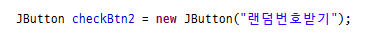 JButton checkBtn2 = new JButton("랜덤번호받기");